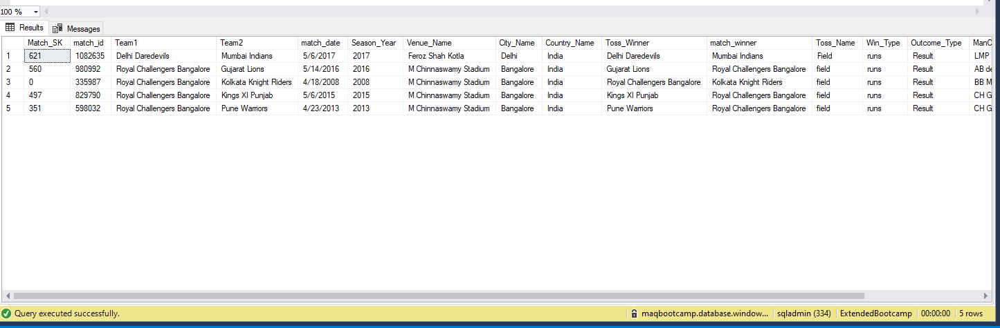 100 %
Results Messages
Match_SK match_id Team1 Team2 match_date Season_Year Venue_Name City_Name Country_Name Toss_Winner match_winner Toss_Name Win_Type Outcome_Type ManO
1 621 1082635 Delhi Daredevils Mumbai Indians 5/6/2017 2017 Feroz Shah Kotla Delhi India Delhi Daredevils Mumbai Indians Field runs Result LMP
2 560 980992 Royal Challengers Bangalore Gujarat Lions 5/14/2016 2016 M Chinnaswamy Stadium Bangalore India Gujarat Lions Royal Challengers Bangalore field runs Result AB de
3 0 335987 Royal Challengers Bangalore Kolkata Knight Riders 4/18/2008 2008 M Chinnaswamy Stadium Bangalore India Royal Challengers Bangalore Kolkata Knight Riders field runs Result BB M
4 497 829790 Royal Challengers Bangalore Kings XI Punjab 5/6/2015 2015 M Chinnaswamy Stadium Bangalore India Kings XI Punjab Royal Challengers Bangalore field runs Result CH G
5 351 598032 Royal Challengers Bangalore Pune Warriors 4/23/2013 2013 M Chinnaswamy Stadium Bangalore India Pune Warriors Royal Challengers Bangalore field runs Result CH G
Query executed successfully. maqbootcamp.database.window... sqladmin (334) ExtendedBootcamp 00:00:00 5 rows